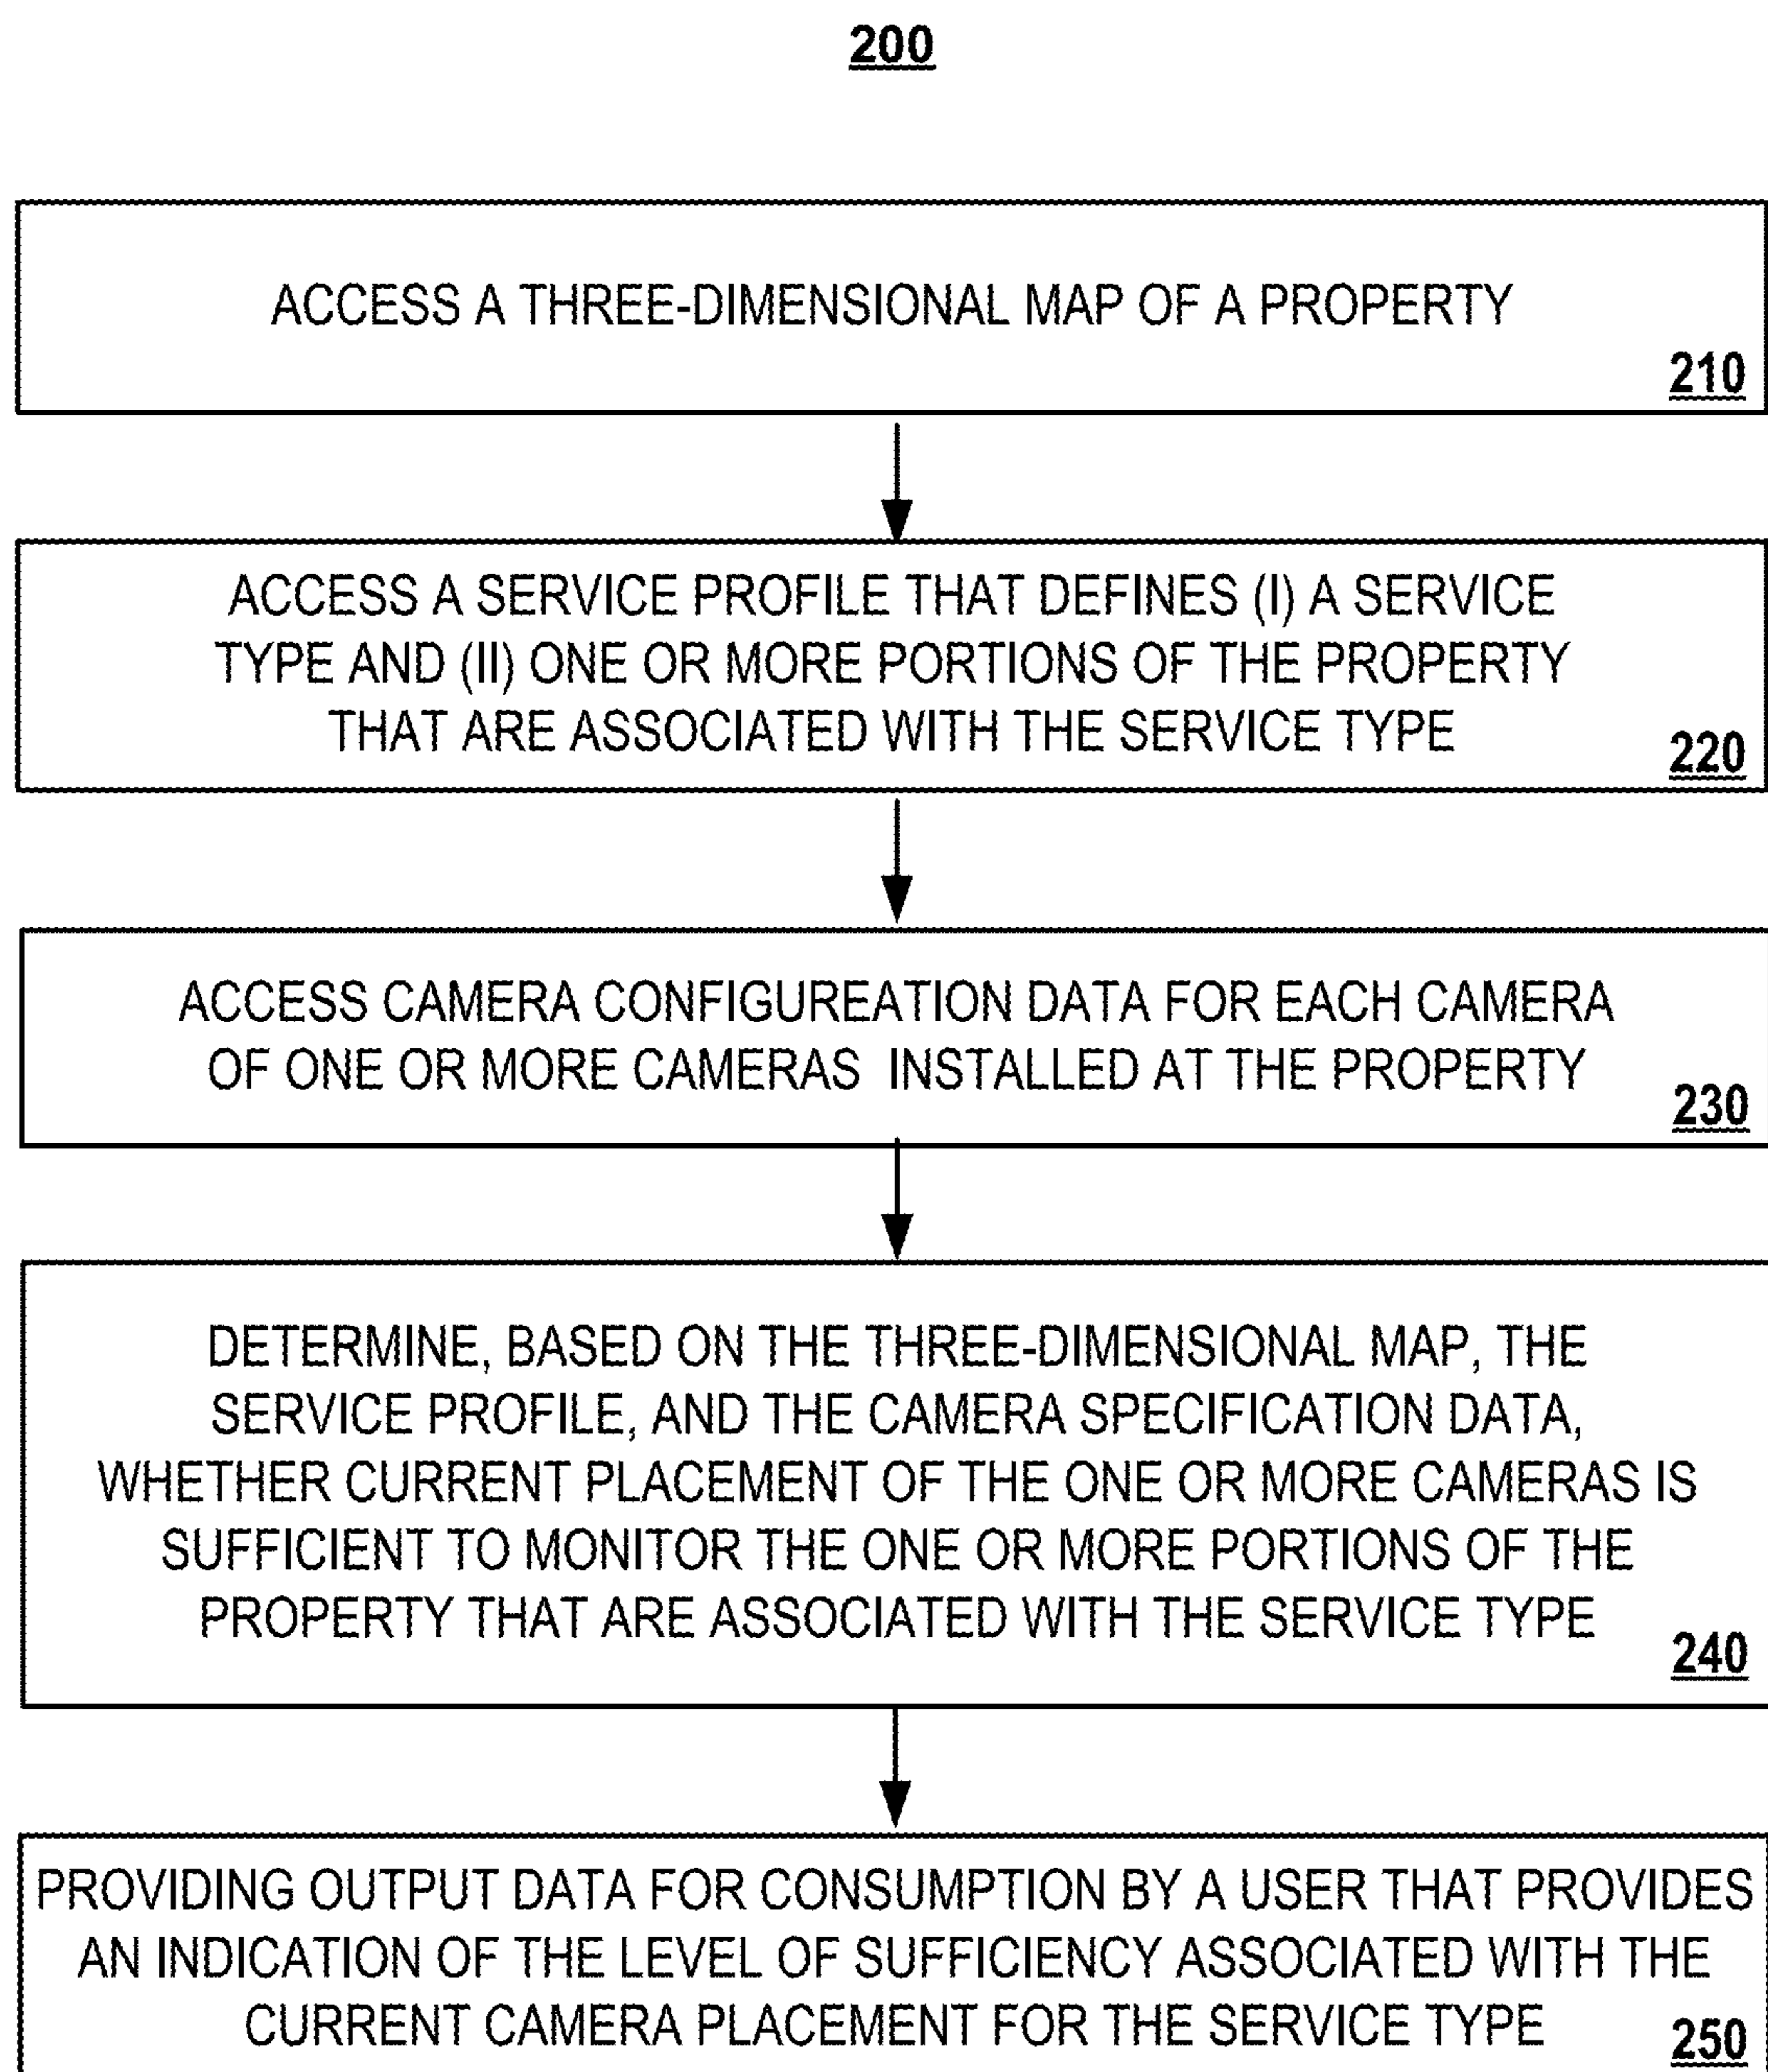 200
ACCESS A THREE-DIMENSIONAL MAP OF A PROPERTY
210
ACCESS A SERVICE PROFILE THAT DEFINES (I) A SERVICE
TYPE AND (II) ONE OR MORE PORTIONS OF THE PROPERTY
THAT ARE ASSOCIATED WITH THE SERVICE TYPE
220
ACCESS CAMERA CONFIGUREATION DATA FOR EACH CAMERA
OF ONE OR MORE CAMERAS INSTALLED AT THE PROPERTY
230
DETERMINE, BASED ON THE THREE-DIMENSIONAL MAP, THE
SERVICE PROFILE, AND THE CAMERA SPECIFICATION DATA,
WHETHER CURRENT PLACEMENT OF THE ONE OR MORE CAMERAS IS
SUFFICIENT TO MONITOR THE ONE OR MORE PORTIONS OF THE
PROPERTY THAT ARE ASSOCIATED WITH THE SERVICE TYPE
240
PROVIDING OUTPUT DATA FOR CONSUMPTION BY A USER THAT PROVIDES
AN INDICATION OF THE LEVEL OF SUFFICIENCY ASSOCIATED WITH THE
CURRENT CAMERA PLACEMENT FOR THE SERVICE TYPE
250